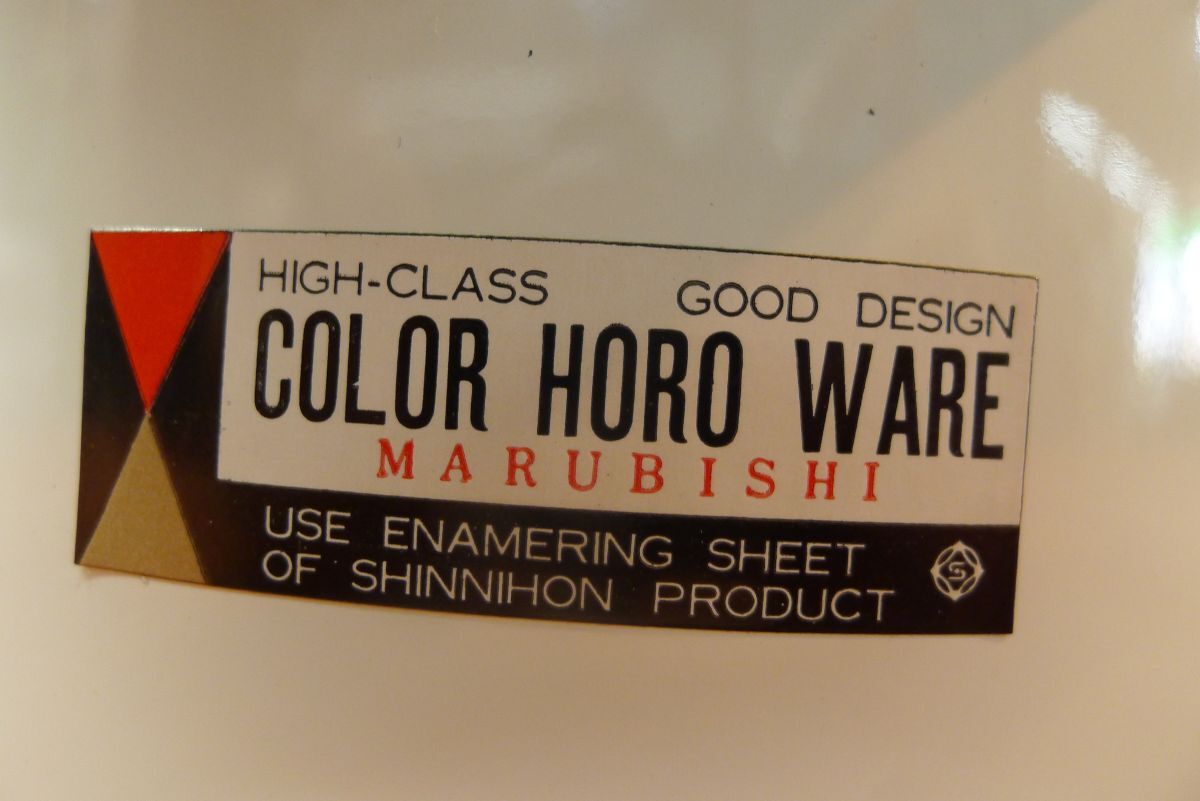 HIGH-CLASS GOOD DESIGN
COLOR HORO WARE
MARUBISHI
USE ENAMERING SHEET
OF SHINNIHON PRODUCT
S